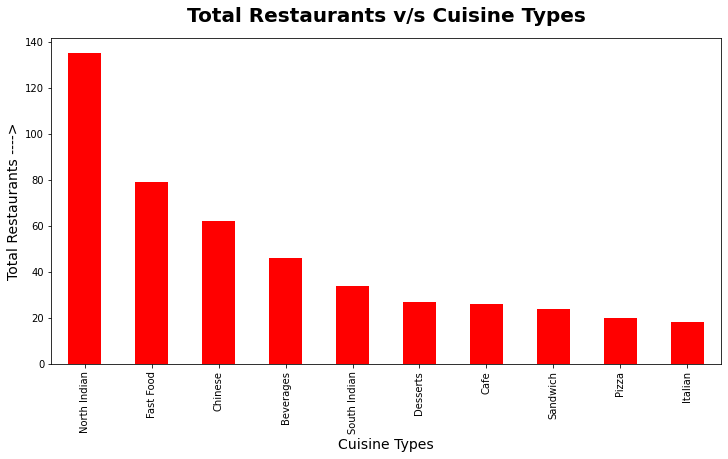 Total Restaurants v/s Cuisine Types
Total Restaurants ---->
140
120
100
80
60
40
20
0
North Indian
Fast Food
Chinese
Beverages
South Indian
Desserts
Cafe
Sandwich
Pizza
Italian
Cuisine Types